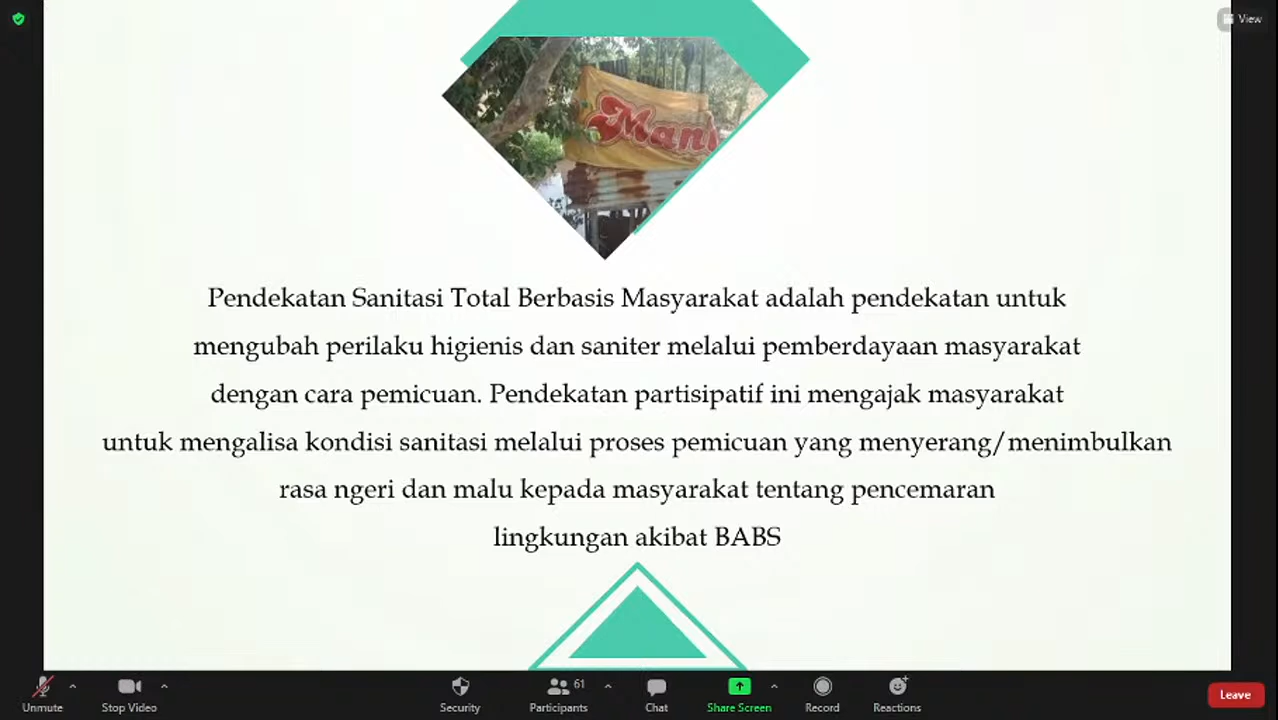 View
Mani
Pendekatan Sanitasi Total Berbasis Masyarakat adalah pendekatan untuk
mengubah perilaku higienis dan saniter melalui pemberdayaan masyarakat
dengan cara pemicuan. Pendekatan partisipatif ini mengajak masyarakat
untuk mengalisa kondisi sanitasi melalui proses pemicuan yang menyerang/menimbulkan
rasa ngeri dan malu kepada masyarakat tentang pencemaran
lingkungan akibat BABS
Unmute
Stop Video
Security
61
Participants
Chat
Share Screen
Record
Reactions
Leave